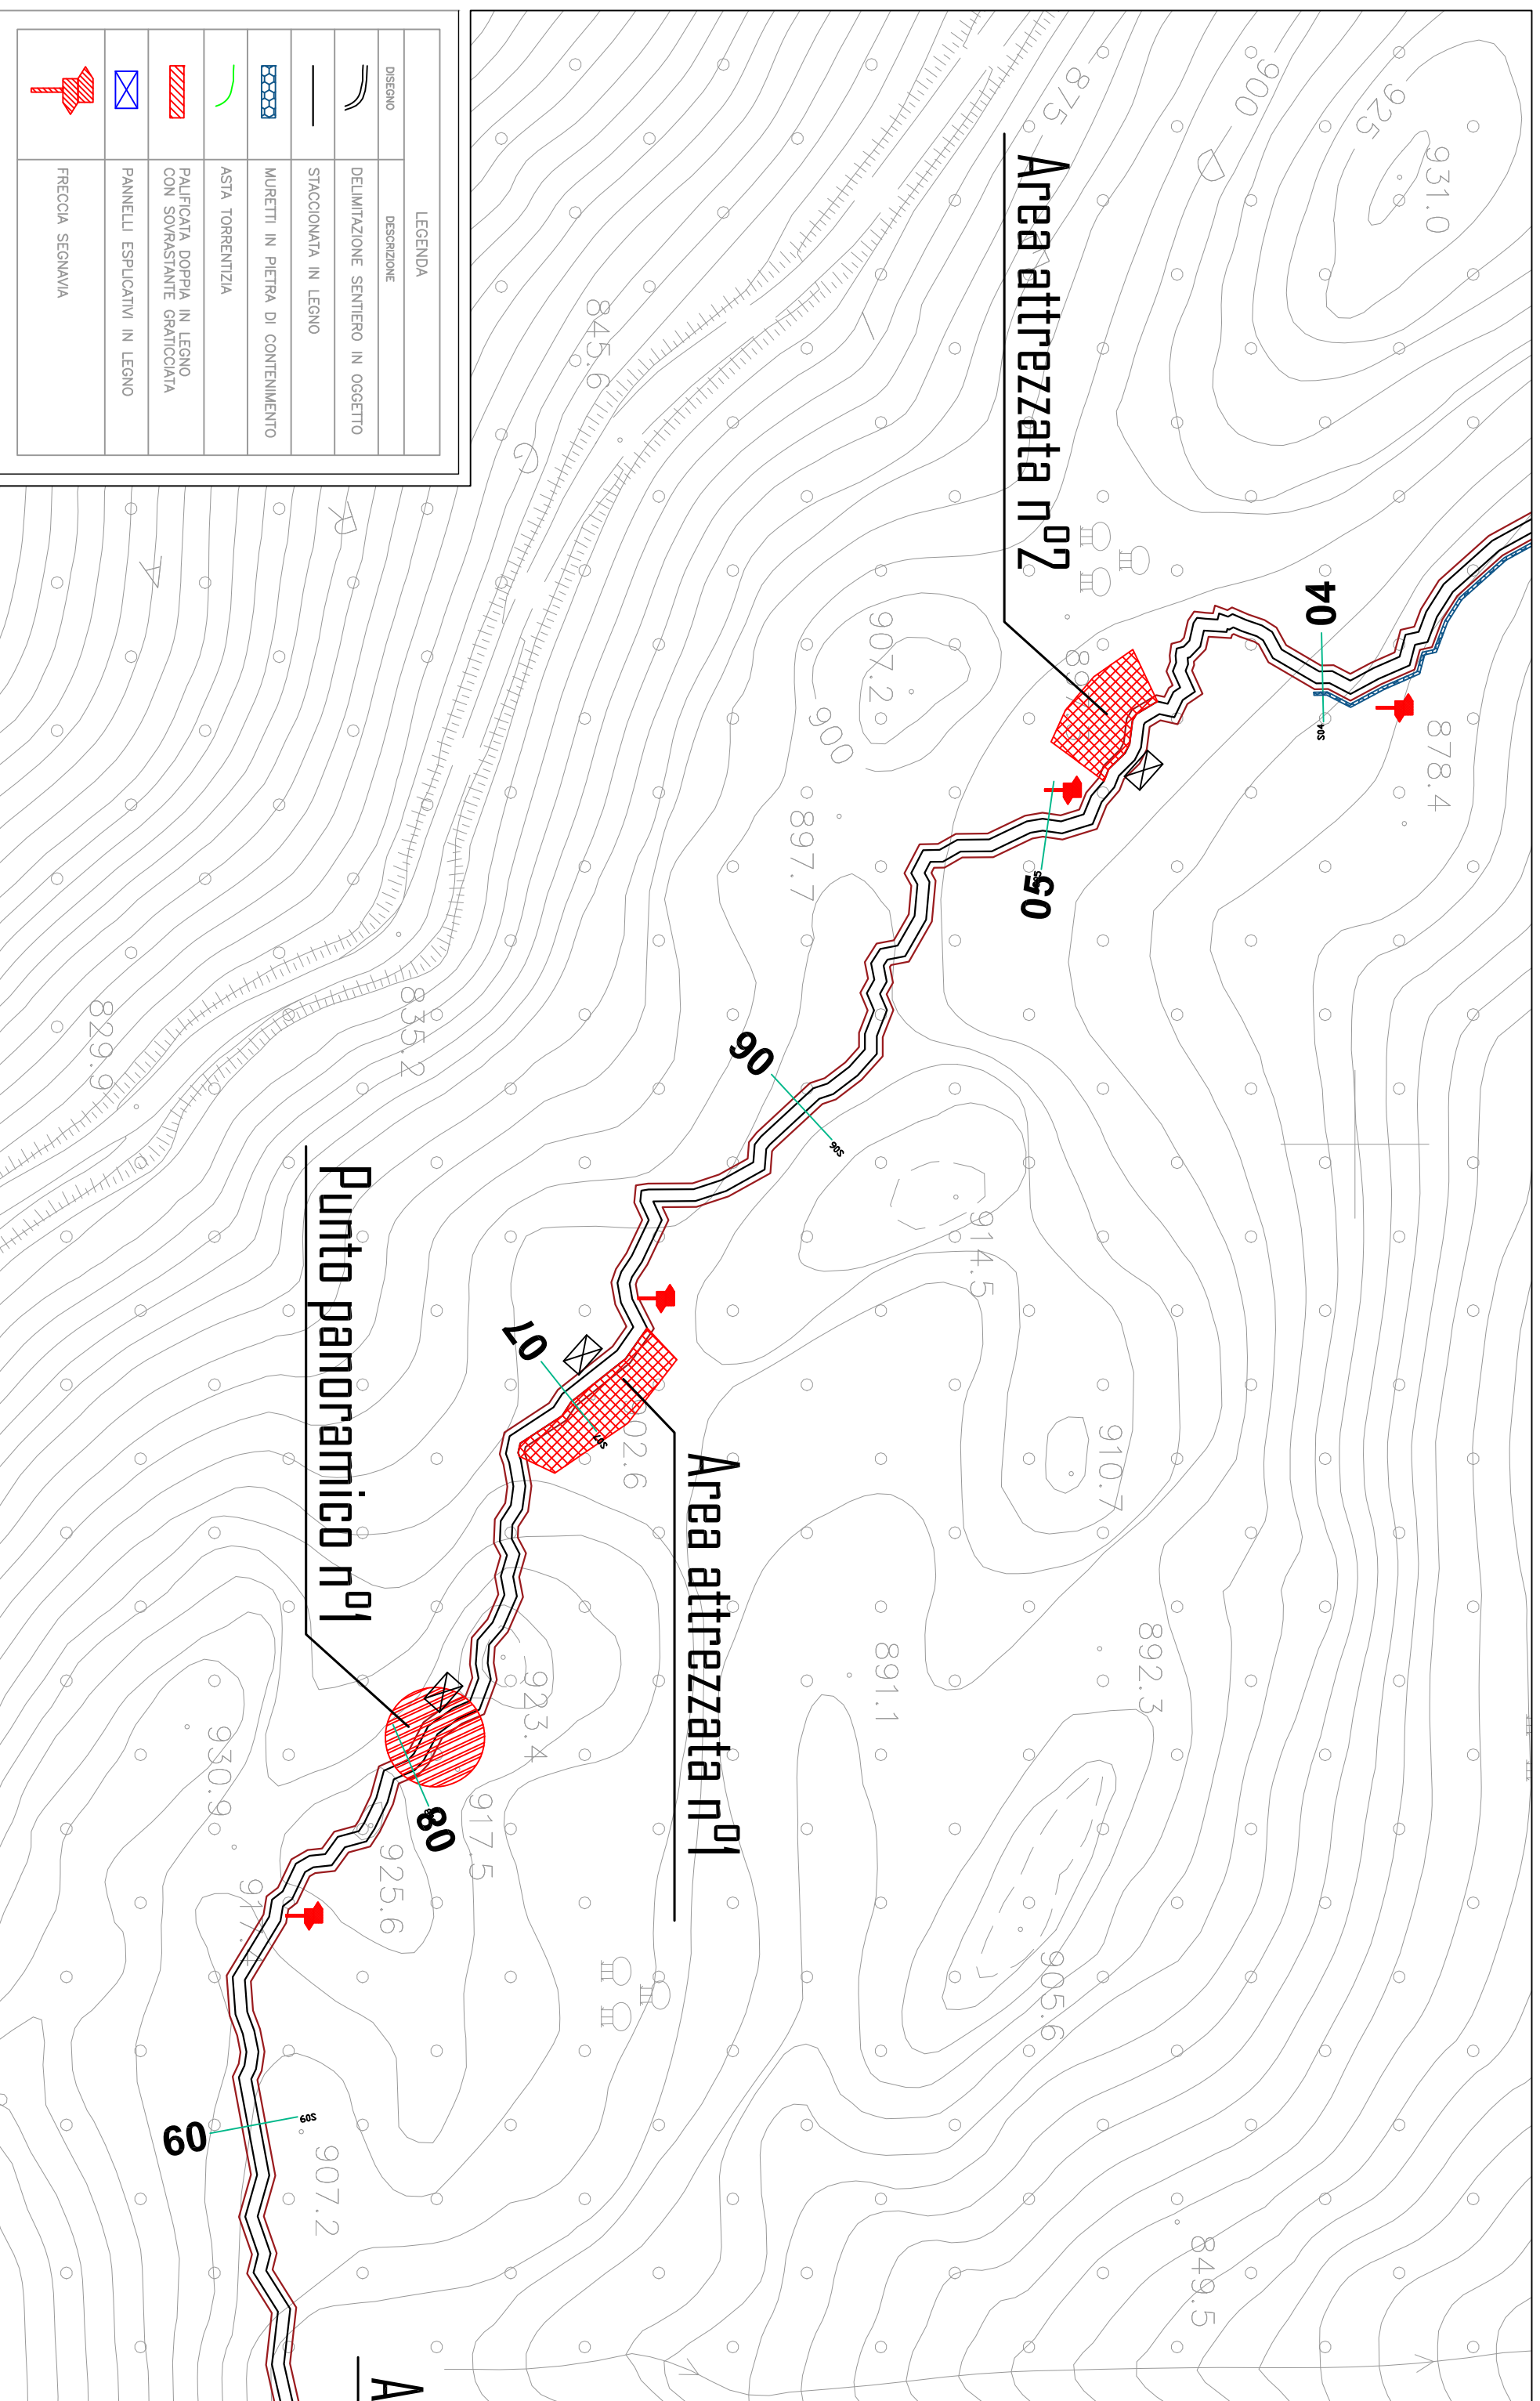 LEGENDA
DISEGNO
DESCRIZIONE
DELIMITAZIONE SENTIERO IN OGGETTO
STACCIONATA IN LEGNO
MURETTI IN PIETRA DI CONTENIMENTO
ASTA TORRENTIZIA
PALIFICATA DOPPIA IN LEGNO
CON SOVRASTANTE GRATICCIATA
PANNELLI ESPLICATIVI IN LEGNO
FRECCIA SEGNAVIA
931.0
925
900
875
D
845.6
C
R
A
Area attrezzata n°2
04
S04
878.4
907.2
900
897.7
05
06
S06
835.2
829.9
914.5
07
S07
910.7
Area attrezzata n°1
Punto panoramico n°1
923.4
892.3
891.1
930.9
08
917.5
925.6
905.6
09
S09
907.2
849.5
A